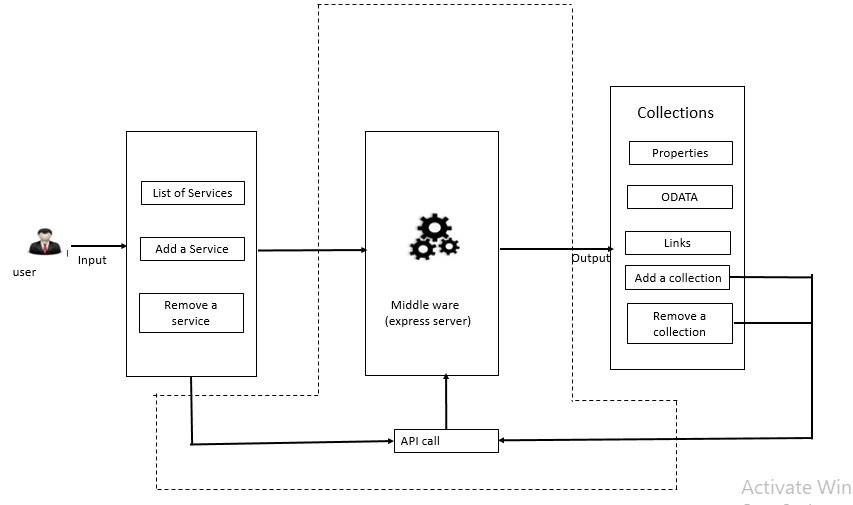 Collections
Properties
List of Services
ODATA
Add a Service
Links
user
Input
Output
Add a collection
Remove a
service
Middle ware
(express server)
Remove a
collection
API call
Activate Win